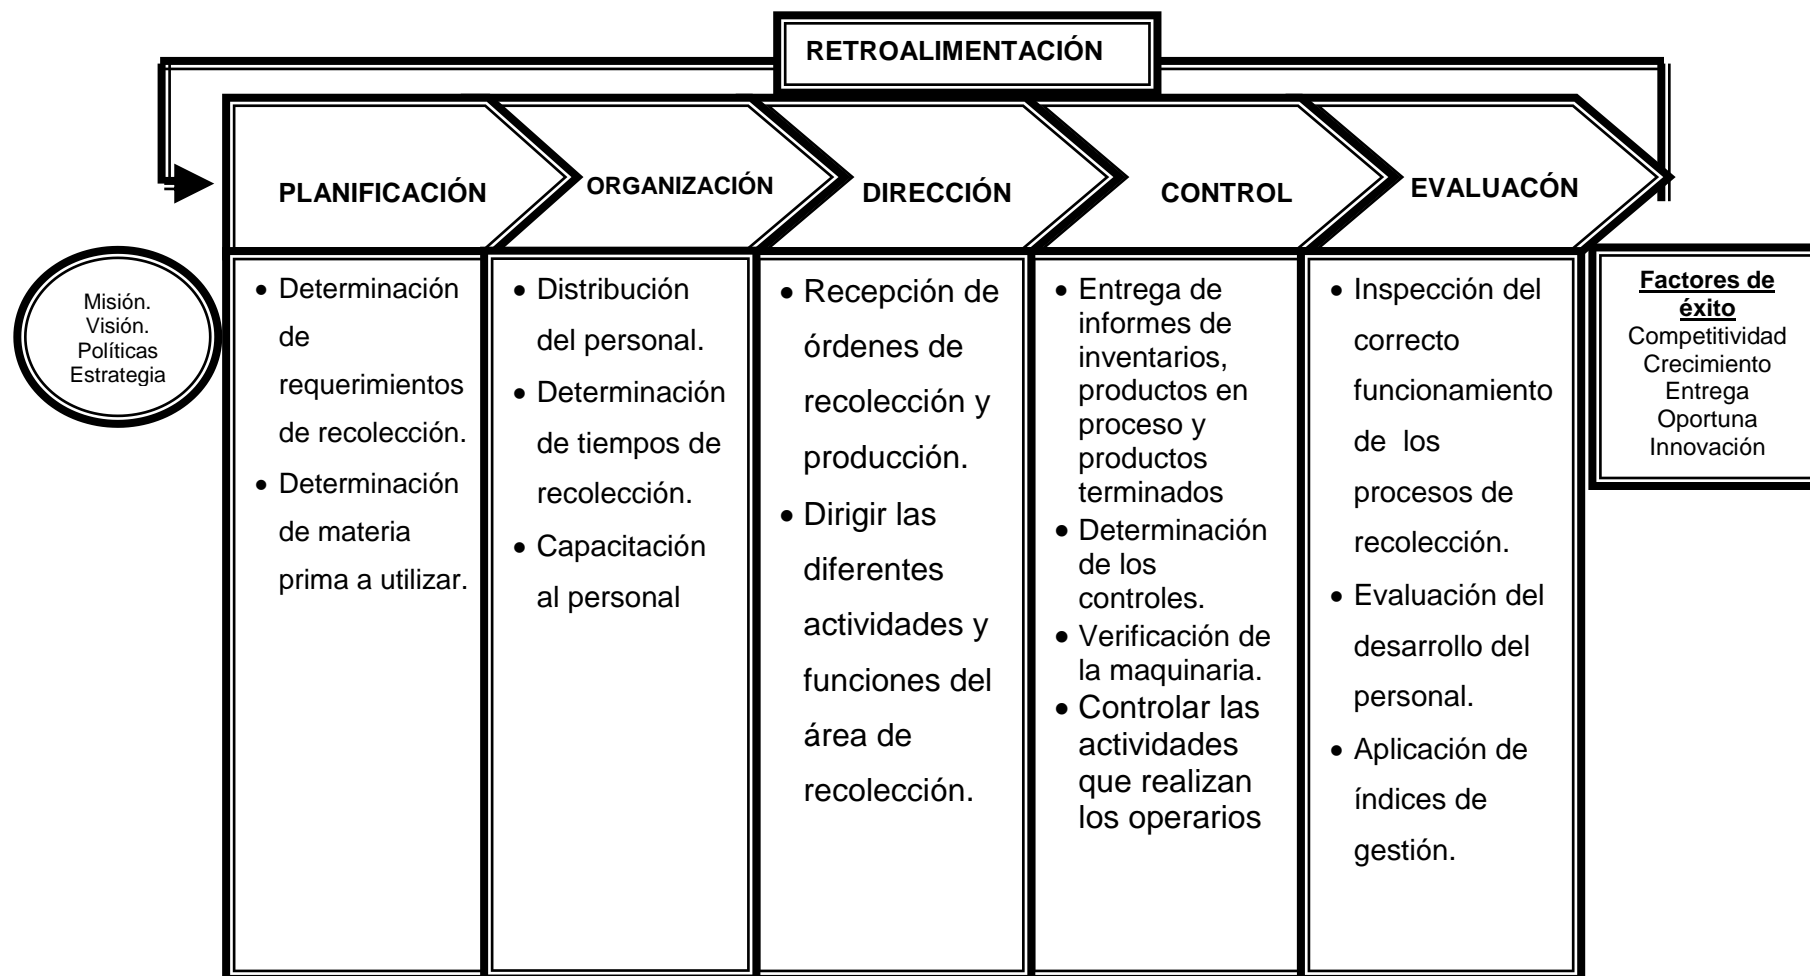 RETROALIMENTACIÓN
PLANIFICACIÓN
ORGANIZACIÓN
DIRECCIÓN
CONTROL
EVALUACÓN
Misión.
Visión.
Políticas
Estrategia
• Determinación
de
requerimientos
de recolección.
• Determinación
de materia
prima a utilizar.
• Distribución
del personal.
• Determinación
de tiempos de
recolección.
• Capacitación
al personal
• Recepción de
órdenes de
recolección y
producción.
• Dirigir las
diferentes
actividades y
funciones del
área de
recolección.
• Entrega de
informes de
inventarios,
productos en
proceso y
productos
terminados
• Determinación
de los
controles.
• Verificación de
la maquinaria.
• Controlar las
actividades
que realizan
los operarios
• Inspección del
correcto
funcionamiento
de los
procesos de
recolección.
• Evaluación del
desarrollo del
personal.
• Aplicación de
índices de
gestión.
Factores de
éxito
Competitividad
Crecimiento
Entrega
Oportuna
Innovación